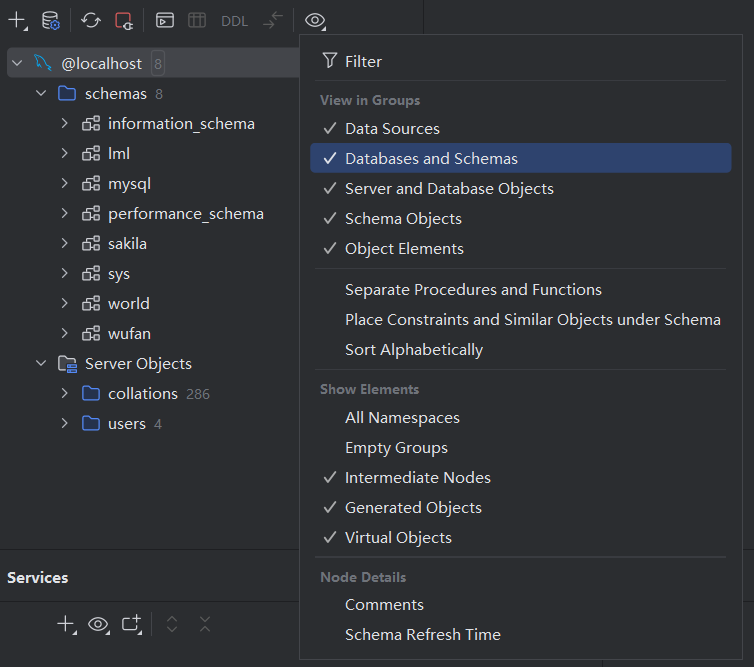 DDL
@localhost 8
schemas 8
information_schema
lml
mysql
performance_schema
sakila
sys
world
wufan
Server Objects
collations 286
users 4
Services
Filter
View in Groups
Data Sources
Databases and Schemas
Server and Database Objects
Schema Objects
Object Elements
Separate Procedures and Functions
Place Constraints and Similar Objects under Schema
Sort Alphabetically
Show Elements
All Namespaces
Empty Groups
Intermediate Nodes
Generated Objects
Virtual Objects
Node Details
Comments
Schema Refresh Time